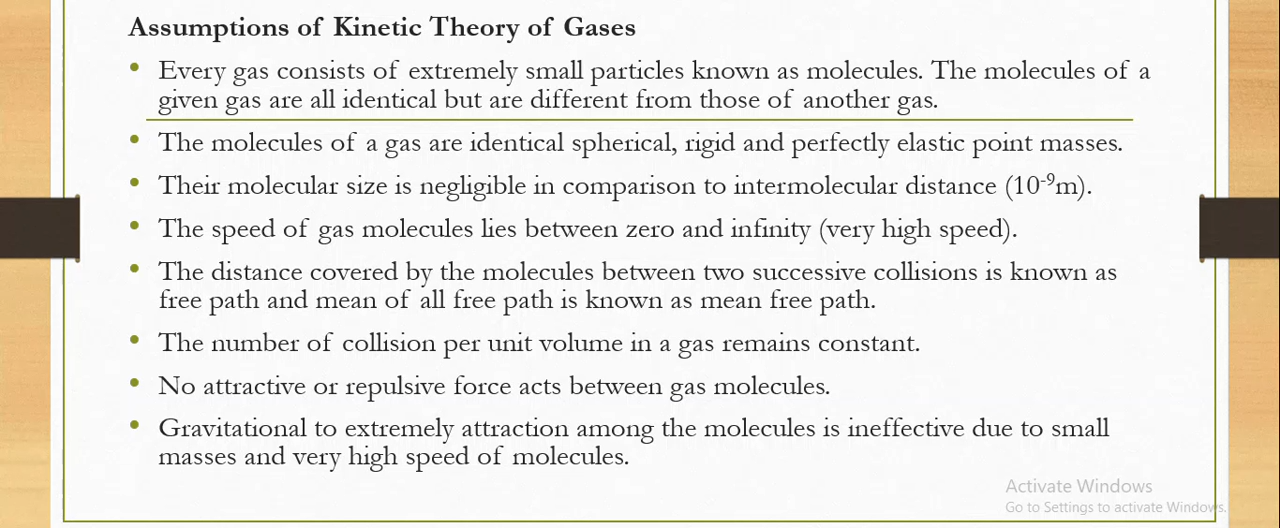 Assumptions of Kinetic Theory of Gases
• Every gas consists of extremely small particles known as molecules. The molecules of a
given gas are all identical but are different from those of another gas.
• The molecules of a gas are identical spherical, rigid and perfectly elastic point masses.
• Their molecular size is negligible in comparison to intermolecular distance (10⁻⁹m).
• The speed of gas molecules lies between zero and infinity (very high speed).
• The distance covered by the molecules between two successive collisions is known as
free path and mean of all free path is known as mean free path.
• The number of collision per unit volume in a gas remains constant.
• No attractive or repulsive force acts between gas molecules.
• Gravitational to extremely attraction among the molecules is ineffective due to small
masses and very high speed of molecules.
Activate Windows
Go to Settings to activate Windows.